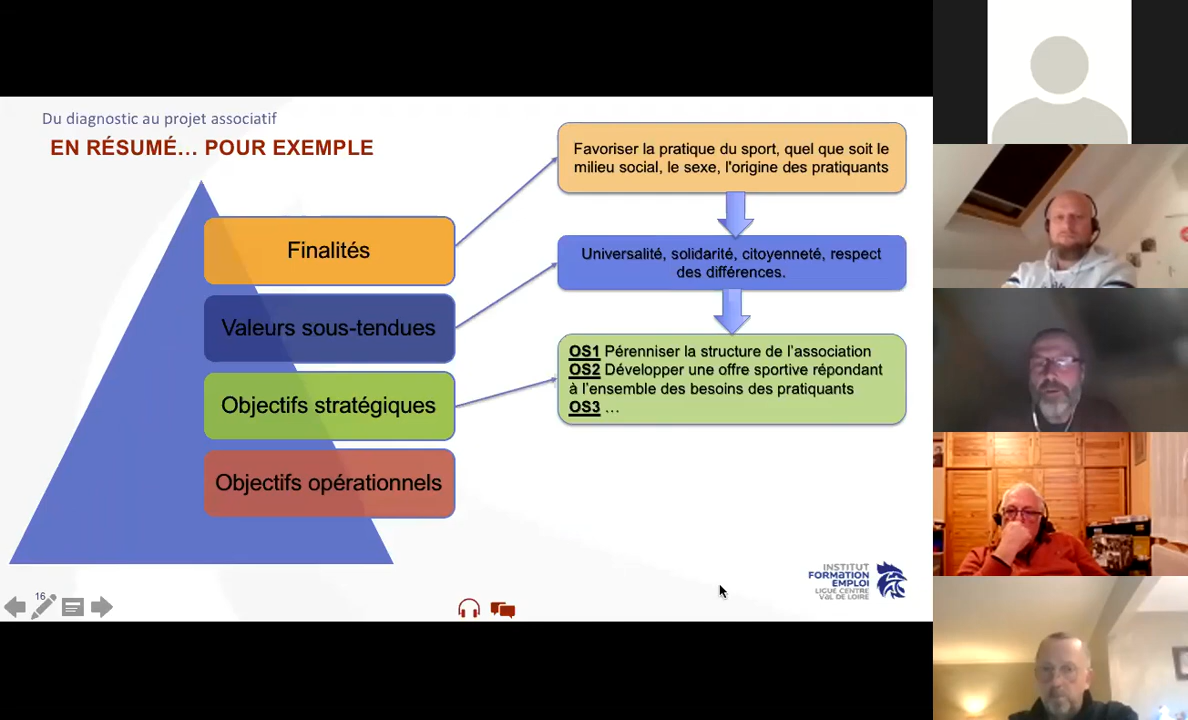 Du diagnostic au projet associatif
EN RÉSUMÉ… POUR EXEMPLE
Finalités
Valeurs sous-tendues
Objectifs stratégiques
Objectifs opérationnels
Favoriser la pratique du sport, quel que soit le
milieu social, le sexe, l'origine des pratiquants
Universalité, solidarité, citoyenneté, respect
des différences.
OS1 Pérenniser la structure de l’association
OS2 Développer une offre sportive répondant
à l’ensemble des besoins des pratiquants
OS3 …
16
INSTITUT
FORMATION
EMPLOI
LIGUE CENTRE
VAL DE LOIRE